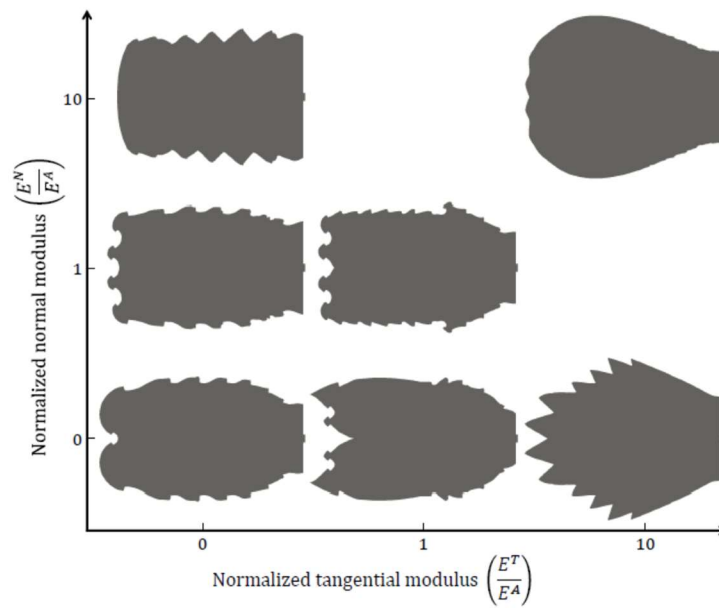 10
1
0
Normalized normal modulus (E^N/E^A)
0 1 10
Normalized tangential modulus (E^T/E^A)